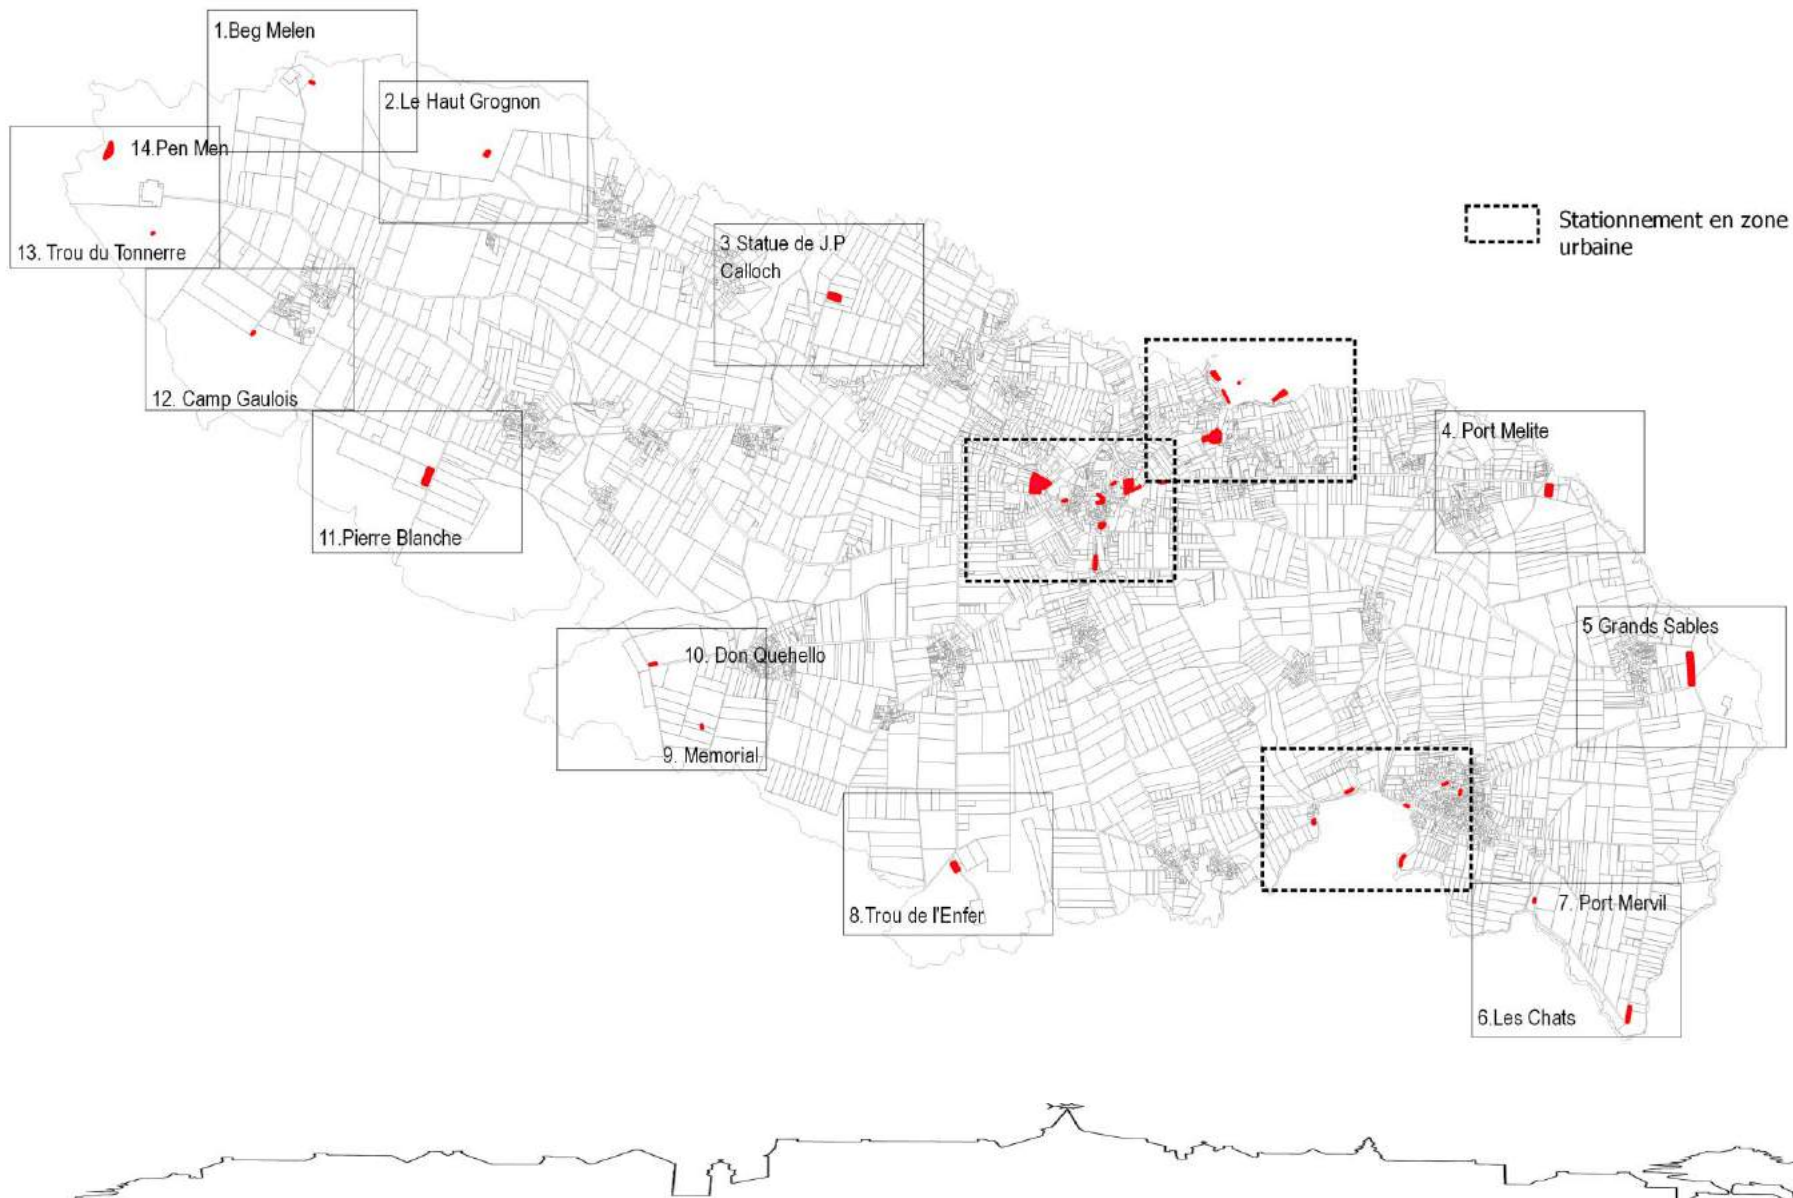 1.Beg Melen
2.Le Haut Grognon
14.Pen Men
13. Trou du Tonnerre
3 Statue de J.P
Calloch
Stationnement en zone
urbaine
12. Camp Gaulois
4. Port Melite
11.Pierre Blanche
5 Grands Sables
10. Don Quehello
9. Memorial
8.Trou de l'Enfer
7. Port Mervil
6.Les Chats